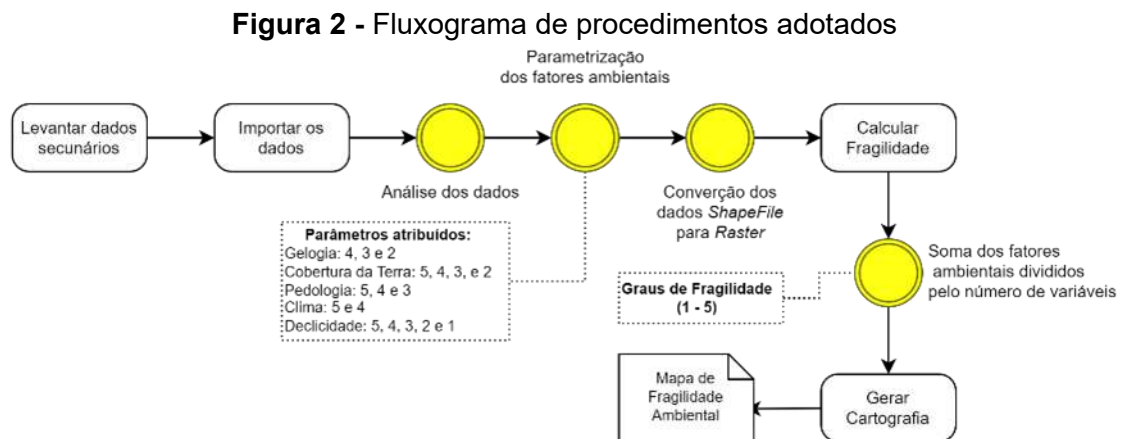 Figura 2 - Fluxograma de procedimentos adotados
Parametrização
dos fatores ambientais
Levantar dados
secunários
Importar os
dados
Análise dos dados
Converção dos
dados ShapeFile
para Raster
Calcular
Fragilidade
Parâmetros atribuídos:
Gelogia: 4, 3 e 2
Cobertura da Terra: 5, 4, 3, e 2
Pedologia: 5, 4 e 3
Clima: 5 e 4
Declicidade: 5, 4, 3, 2 e 1
Soma dos fatores
ambientais divididos
pelo número de variáveis
Graus de Fragilidade
(1 - 5)
Mapa de
Fragilidade
Ambiental
Gerar
Cartografia